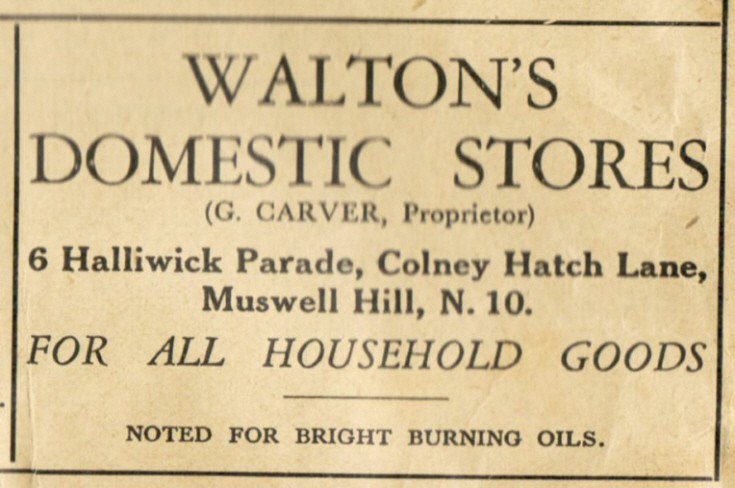 WALTON'S
DOMESTIC STORES
(G. CARVER, Proprietor)
6 Halliwick Parade, Colney Hatch Lane,
Muswell Hill, N. 10.
FOR ALL HOUSEHOLD GOODS
NOTED FOR BRIGHT BURNING OILS.